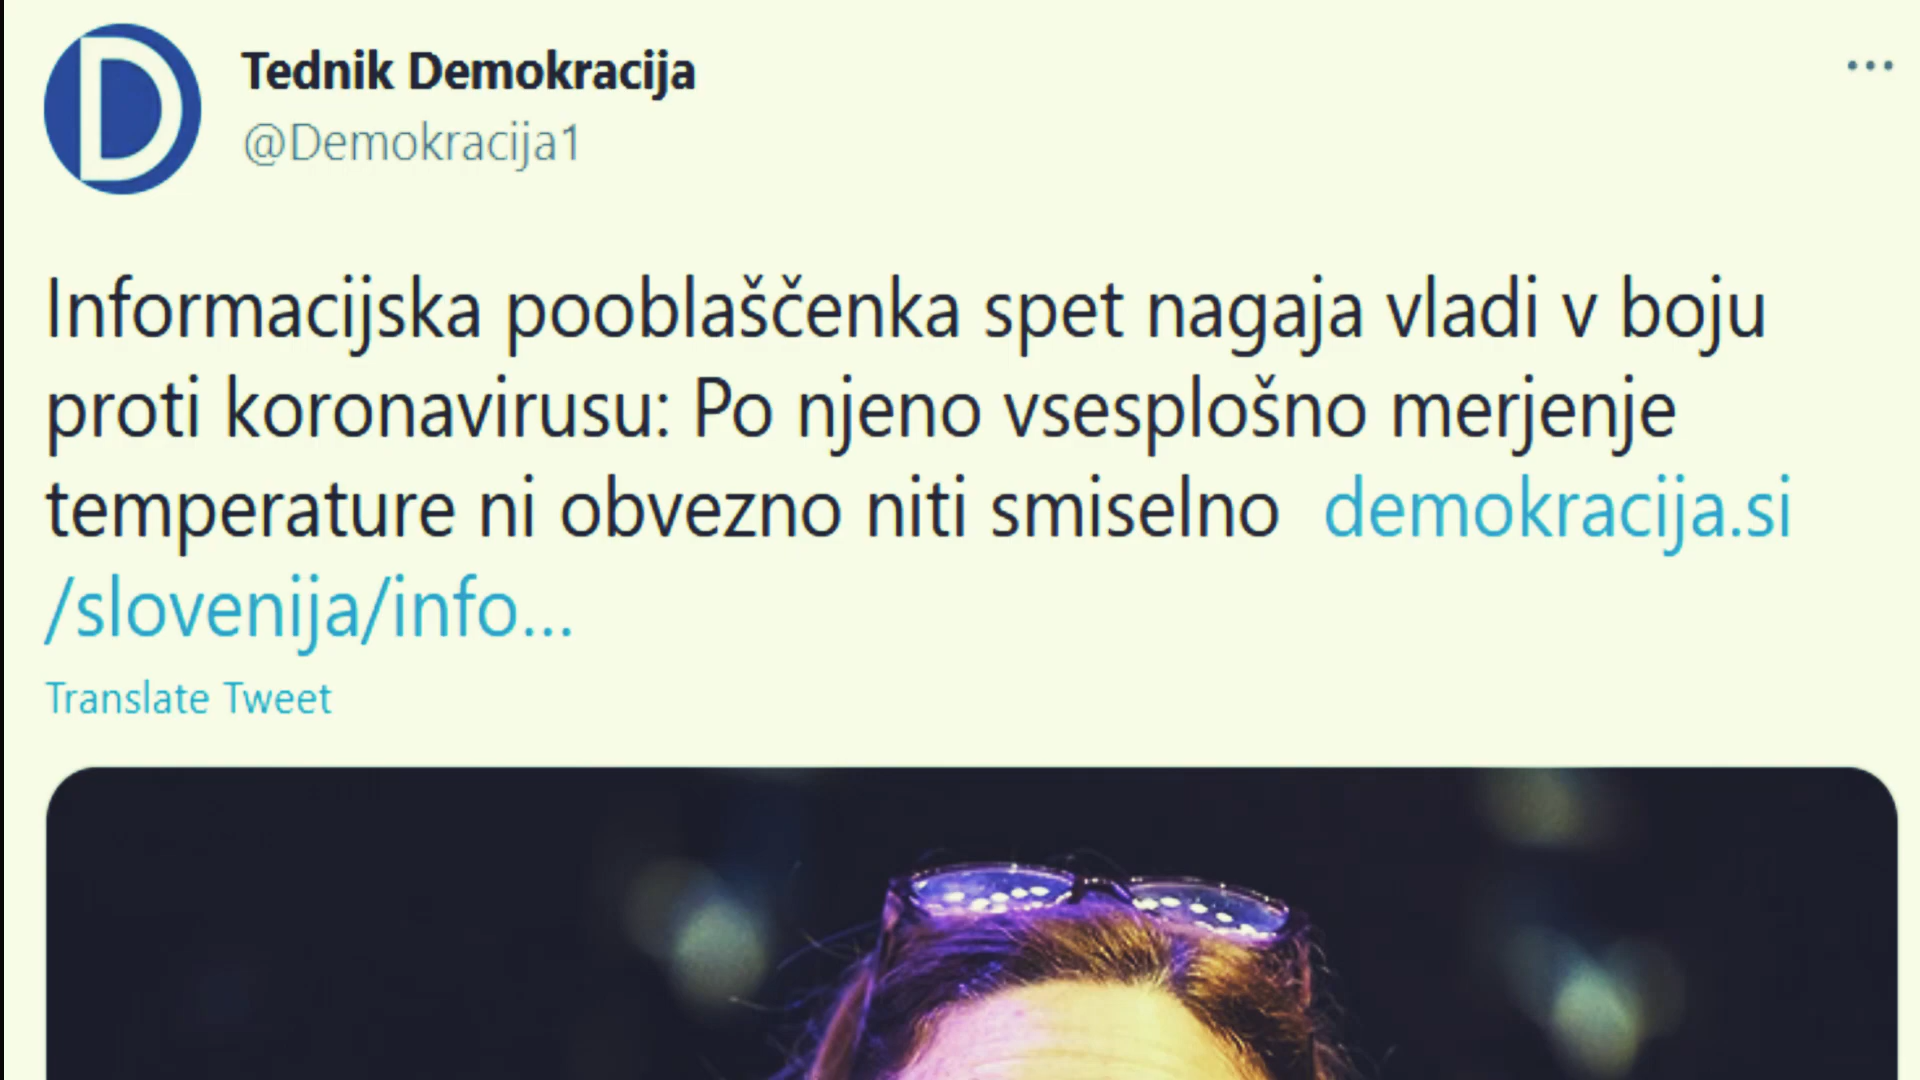 Tednik Demokracija
@Demokracija1
Informacijska pooblaščenka spet nagaja vladi v boju
proti koronavirusu: Po njeno vsesplošno merjenje
temperature ni obvezno niti smiselno demokracija.si
/slovenija/info...
Translate Tweet